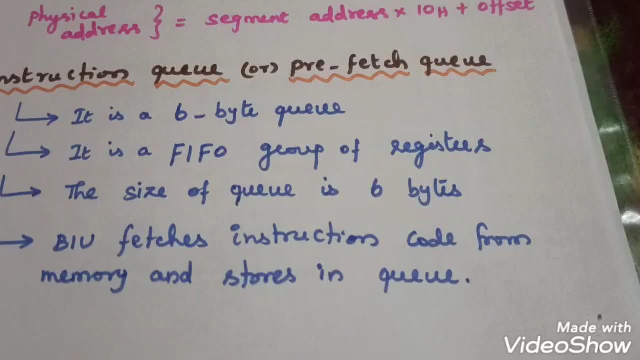 physical
address } = segment address × 10H + offset
nstruction queue (or) pre-fetch queue
It is a 6-byte queue
It is a FIFO group of registers
The size of queue is 6 bytes
BIU fetches instruction code from
memory and stores in queue.
Made with
VideoShow